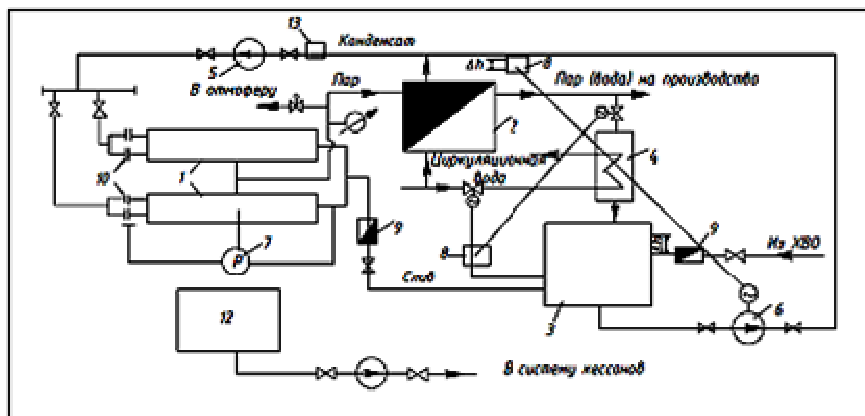 13
Конденсат
5
Δh
8
В атмосферу
Пар
Пар (вода) на производство
2
10
1
Циркуляционная
вода
4
7
P
9
8
9
Из ХВО
Слив
3
6
12
В систему кессонов